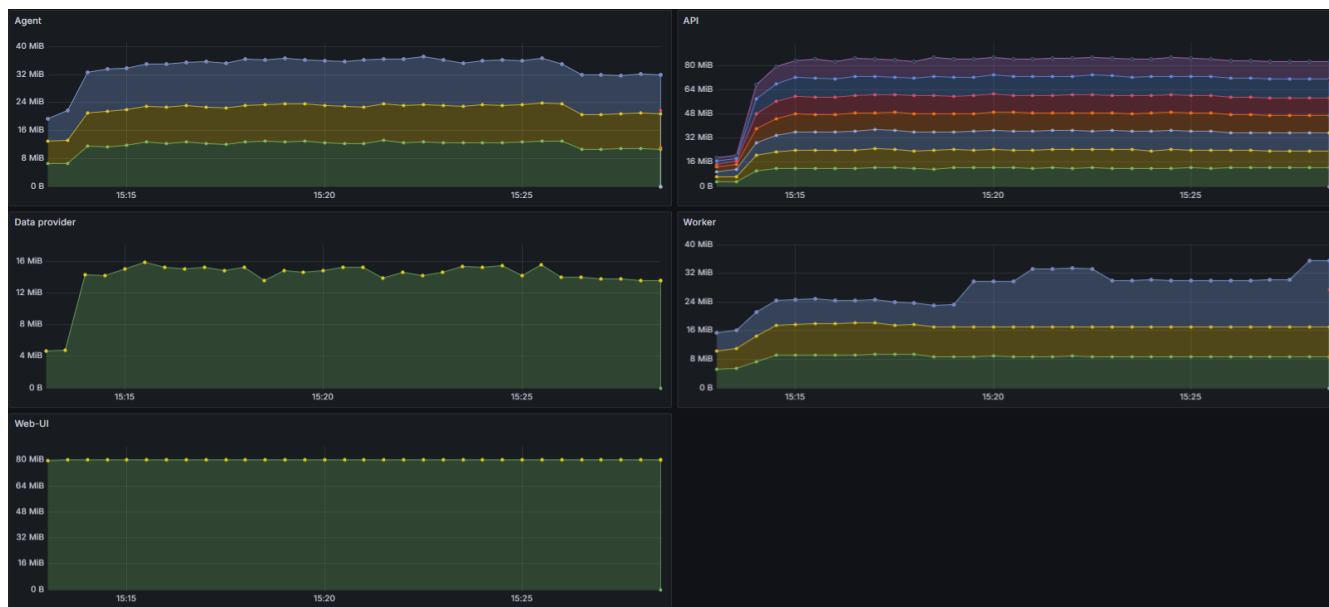 Agent
40 MiB
32 MiB
24 MiB
16 MiB
8 MiB
0 B
15:15 15:20 15:25
API
80 MiB
64 MiB
48 MiB
32 MiB
16 MiB
0 B
15:15 15:20 15:25
Data provider
16 MiB
12 MiB
8 MiB
4 MiB
0 B
15:15 15:20 15:25
Worker
40 MiB
32 MiB
24 MiB
16 MiB
8 MiB
0 B
15:15 15:20 15:25
Web-UI
80 MiB
64 MiB
48 MiB
32 MiB
16 MiB
0 B
15:15 15:20 15:25